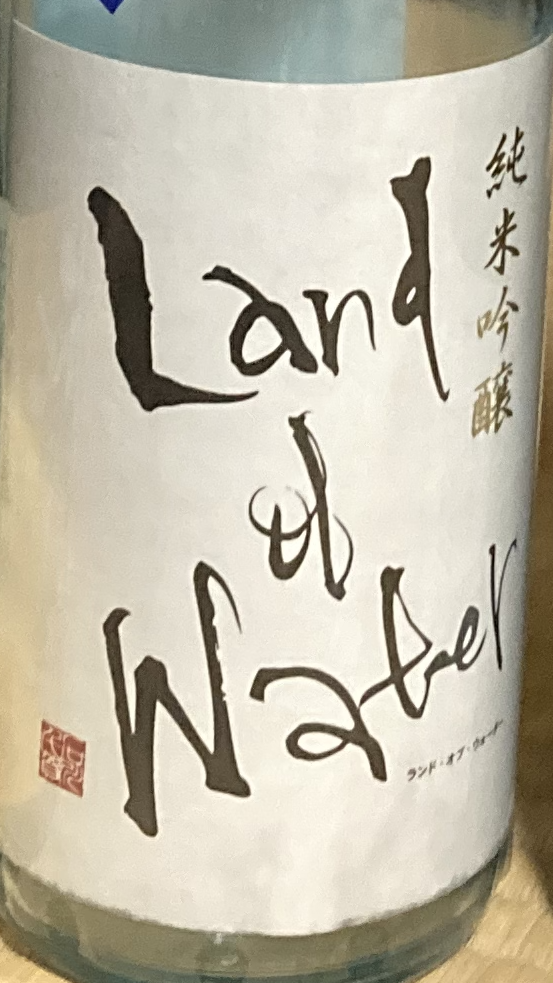 純米吟醸
Land
of
Water
ランド・オブ・ウォーター